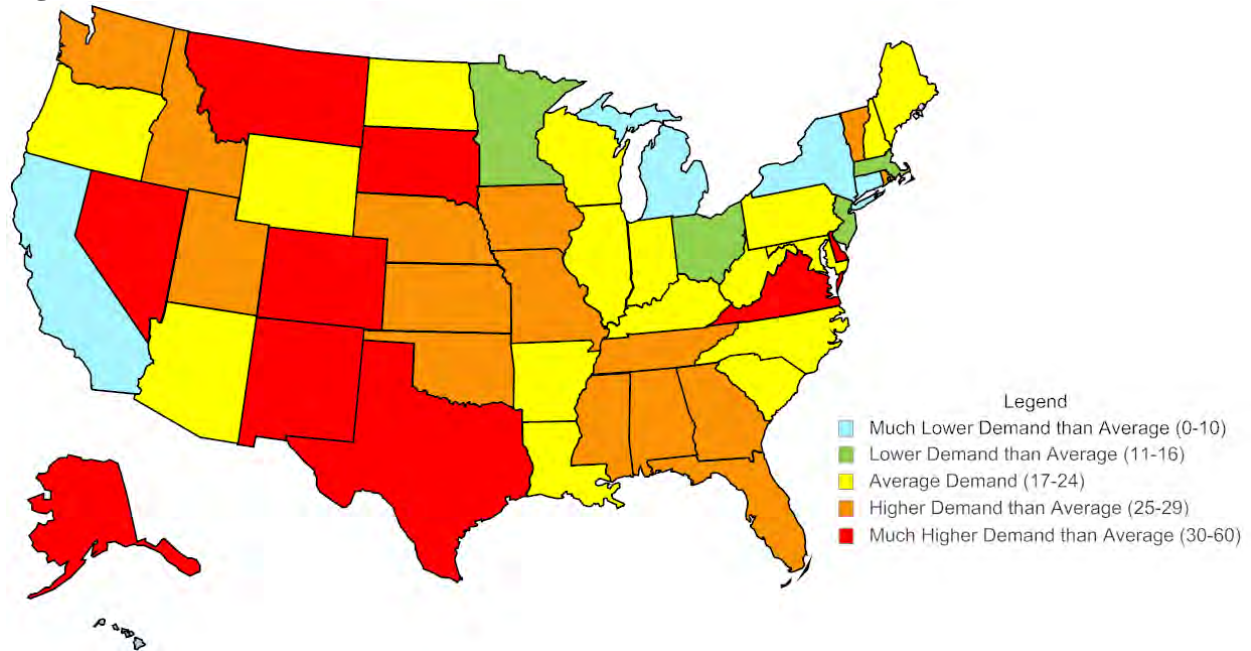 Legend
Much Lower Demand than Average (0-10)
Lower Demand than Average (11-16)
Average Demand (17-24)
Higher Demand than Average (25-29)
Much Higher Demand than Average (30-60)